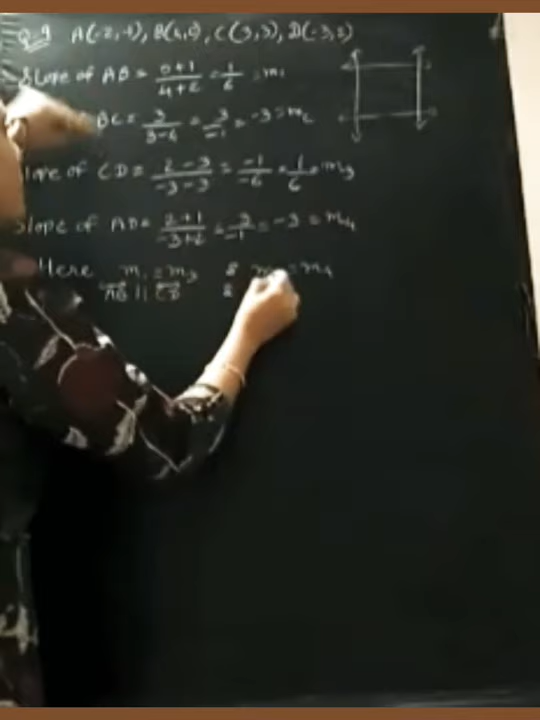 Q-9 A(-2,-1), B(4,0), C(3,3), D(-3,2)
Slope of AB = 0+1/4+2 = 1/6 = m1
BC = 3/3-4 = 3/-1 = -3 = m2
Slope of CD = 2-3/-3-3 = -1/-6 = 1/6 = m3
Slope of AD = 2+1/-3+2 = 3/-1 = -3 = m4
Here m1 = m3 & = m4
AB || CD &